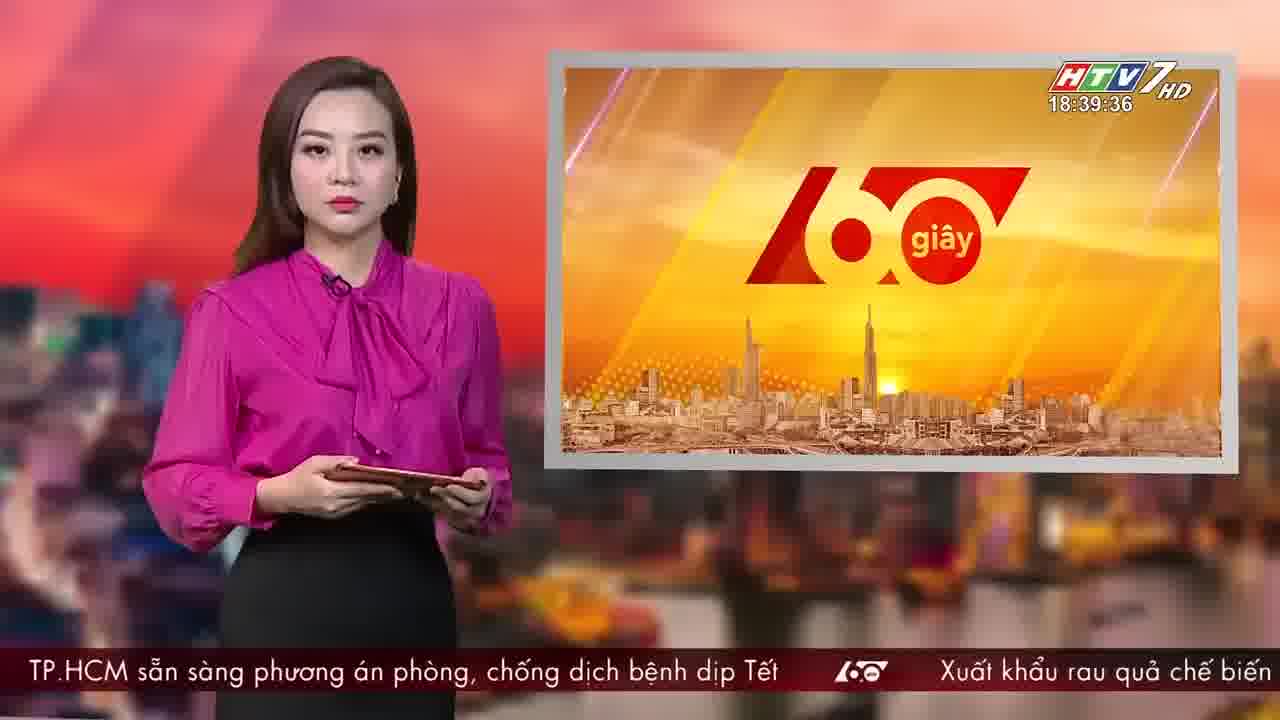 HTV7 HD
18:39:36
60 giây
TP.HCM sẵn sàng phương án phòng, chống dịch bệnh dịp Tết 60 Xuất khẩu rau quả chế biến